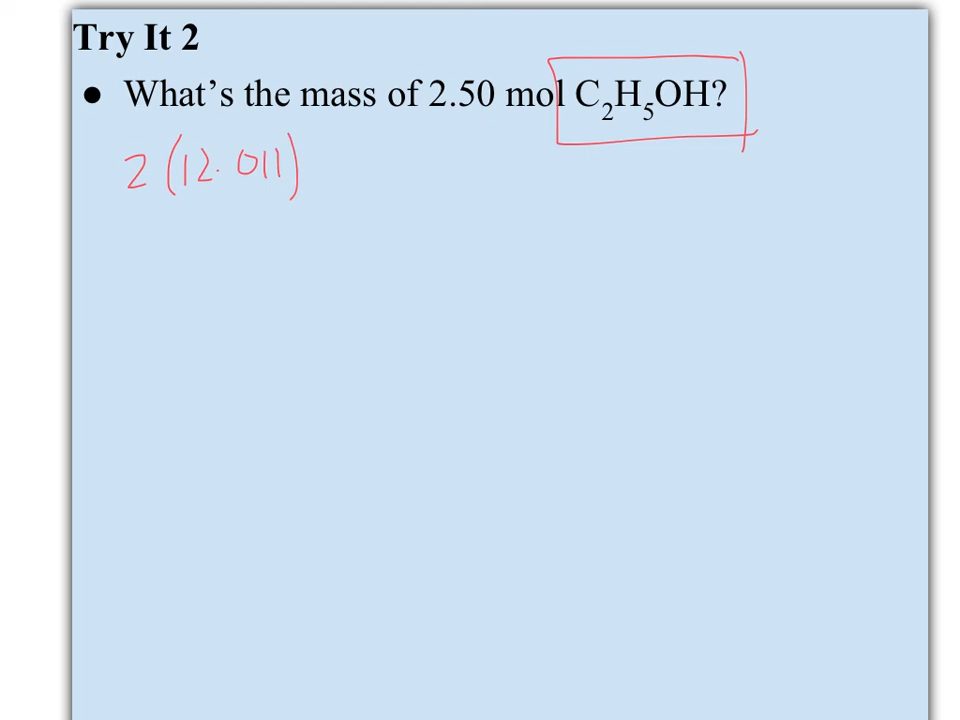 Try It 2
● What's the mass of 2.50 mol C₂H₅OH?
2 (12.011)